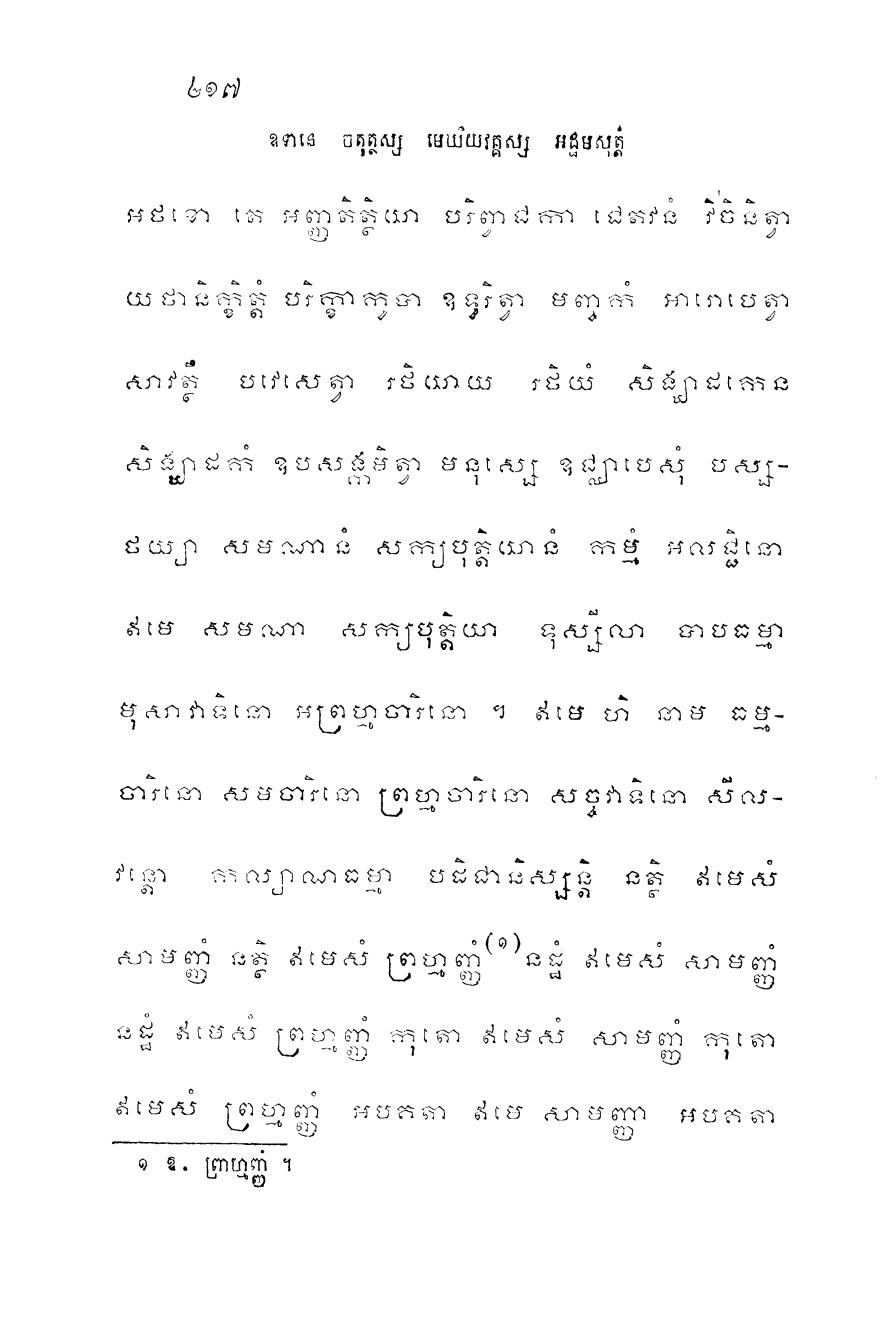 ២១៧
ឧទានេ ចតុត្ថស្ស មេឃិយវគ្គស្ស អដ្ឋមសុត្តំ
អថខោ តេ អញ្ញតិត្ថិយា បរិព្វាជកា ជេតវនំ វិចិនិត្វា
យថានិក្ខិត្តំ បរិក្ខាកូបា ឧទ្ធរិត្វា មញ្ចកំ អារោបេត្វា
សាវត្ថឹ បវេសេត្វា រថិយាយ រថិយំ សិង្ឃាដកេន
សិង្ឃាដកំ ឧបសង្កមិត្វា មនុស្សេ ឧជ្ឈាបេសុំ បស្ស-
ថយ្យា សមណានំ សក្យបុត្តិយានំ កម្មំ អលជ្ជិនោ
ឥមេ សមណា សក្យបុត្តិយា ទុស្សីលា បាបធម្មា
មុសាវាទិនោ អព្រហ្មចារិនោ ។ ឥមេ ហិ នាម ធម្ម-
ចារិនោ សមចារិនោ ព្រហ្មចារិនោ សច្ចវាទិនោ សីល-
វន្តោ កល្យាណធម្មា បដិជានិស្សន្តិ នត្ថិ ឥមេសំ
សាមញ្ញំ នត្ថិ ឥមេសំ ព្រហ្មញ្ញំ(១) នដ្ឋំ ឥមេសំ សាមញ្ញំ
នដ្ឋំ ឥមេសំ ព្រហ្មញ្ញំ កុតោ ឥមេសំ សាមញ្ញំ កុតោ
ឥមេសំ ព្រហ្មញ្ញំ អបគតា ឥមេ សាមញ្ញា អបគតា
១ ឱ. ព្រាហ្មញ្ញំ ។